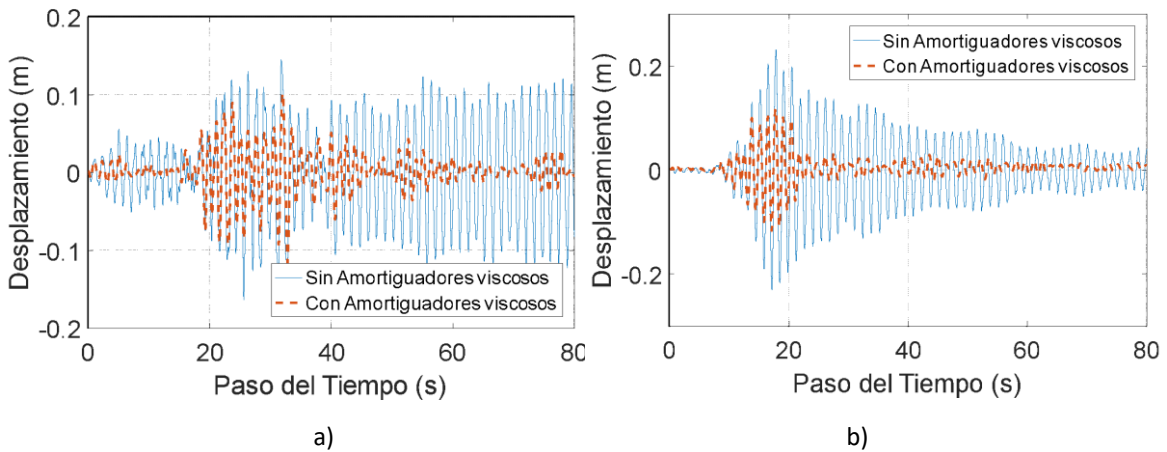 0.2
0.1
0
-0.1
-0.2
Desplazamiento (m)
Sin Amortiguadores viscosos
Con Amortiguadores viscosos
0 20 40 60 80
Paso del Tiempo (s)
a)
0.2
0
-0.2
Desplazamiento (m)
Sin Amortiguadores viscosos
Con Amortiguadores viscosos
0 20 40 60 80
Paso del Tiempo (s)
b)